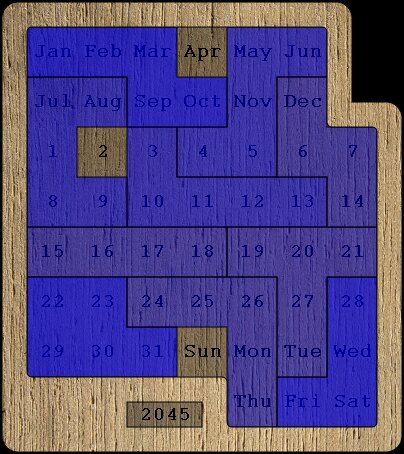 Jan Feb Mar Apr May Jun
Jul Aug Sep Oct Nov Dec
1 2 3 4 5 6 7
8 9 10 11 12 13 14
15 16 17 18 19 20 21
22 23 24 25 26 27 28
29 30 31 Sun Mon Tue Wed
Thu Fri Sat
2045